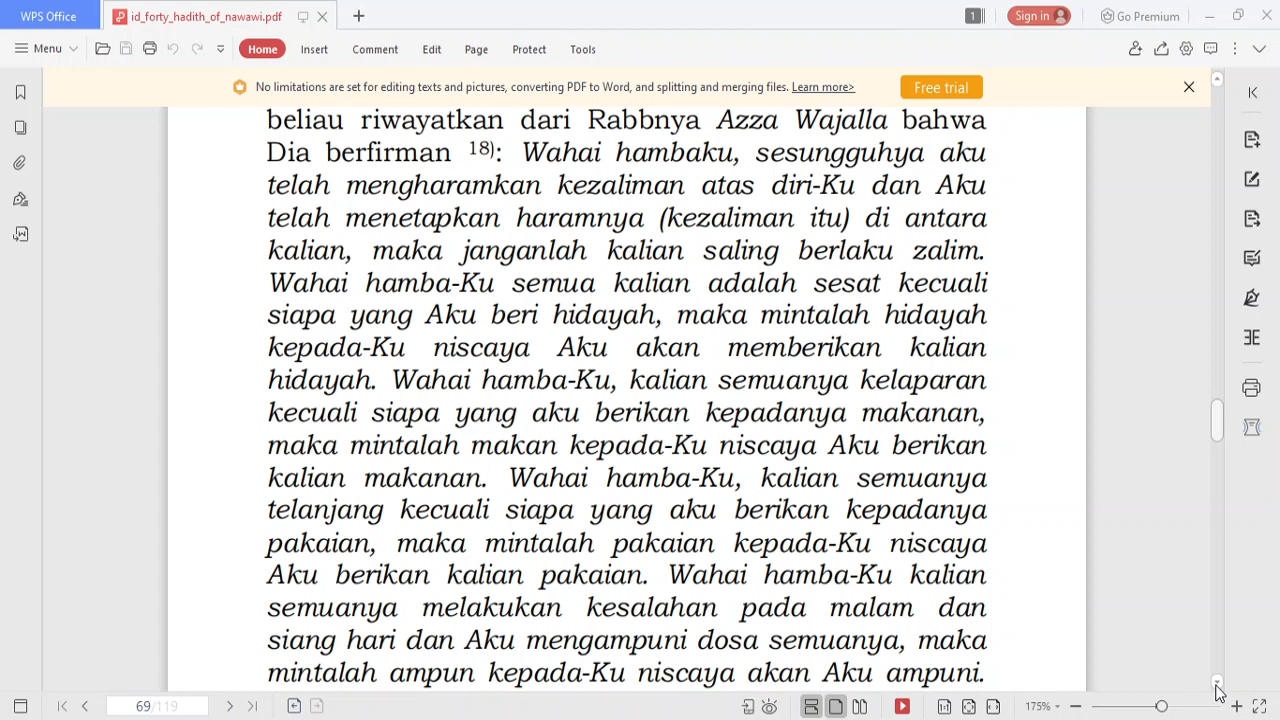 WPS Office
id_forty_hadith_of_nawawi.pdf
1
Sign in
Go Premium
Menu
Home
Insert
Comment
Edit
Page
Protect
Tools
No limitations are set for editing texts and pictures, converting PDF to Word, and splitting and merging files. Learn more>
Free trial
beliau riwayatkan dari Rabbnya Azza Wajalla bahwa
Dia berfirman 18): Wahai hambaku, sesungguhya aku
telah mengharamkan kezaliman atas diri-Ku dan Aku
telah menetapkan haramnya (kezaliman itu) di antara
kalian, maka janganlah kalian saling berlaku zalim.
Wahai hamba-Ku semua kalian adalah sesat kecuali
siapa yang Aku beri hidayah, maka mintalah hidayah
kepada-Ku niscaya Aku akan memberikan kalian
hidayah. Wahai hamba-Ku, kalian semuanya kelaparan
kecuali siapa yang aku berikan kepadanya makanan,
maka mintalah makan kepada-Ku niscaya Aku berikan
kalian makanan. Wahai hamba-Ku, kalian semuanya
telanjang kecuali siapa yang aku berikan kepadanya
pakaian, maka mintalah pakaian kepada-Ku niscaya
Aku berikan kalian pakaian. Wahai hamba-Ku kalian
semuanya melakukan kesalahan pada malam dan
siang hari dan Aku mengampuni dosa semuanya, maka
mintalah ampun kepada-Ku niscaya akan Aku ampuni.
69/119
175%